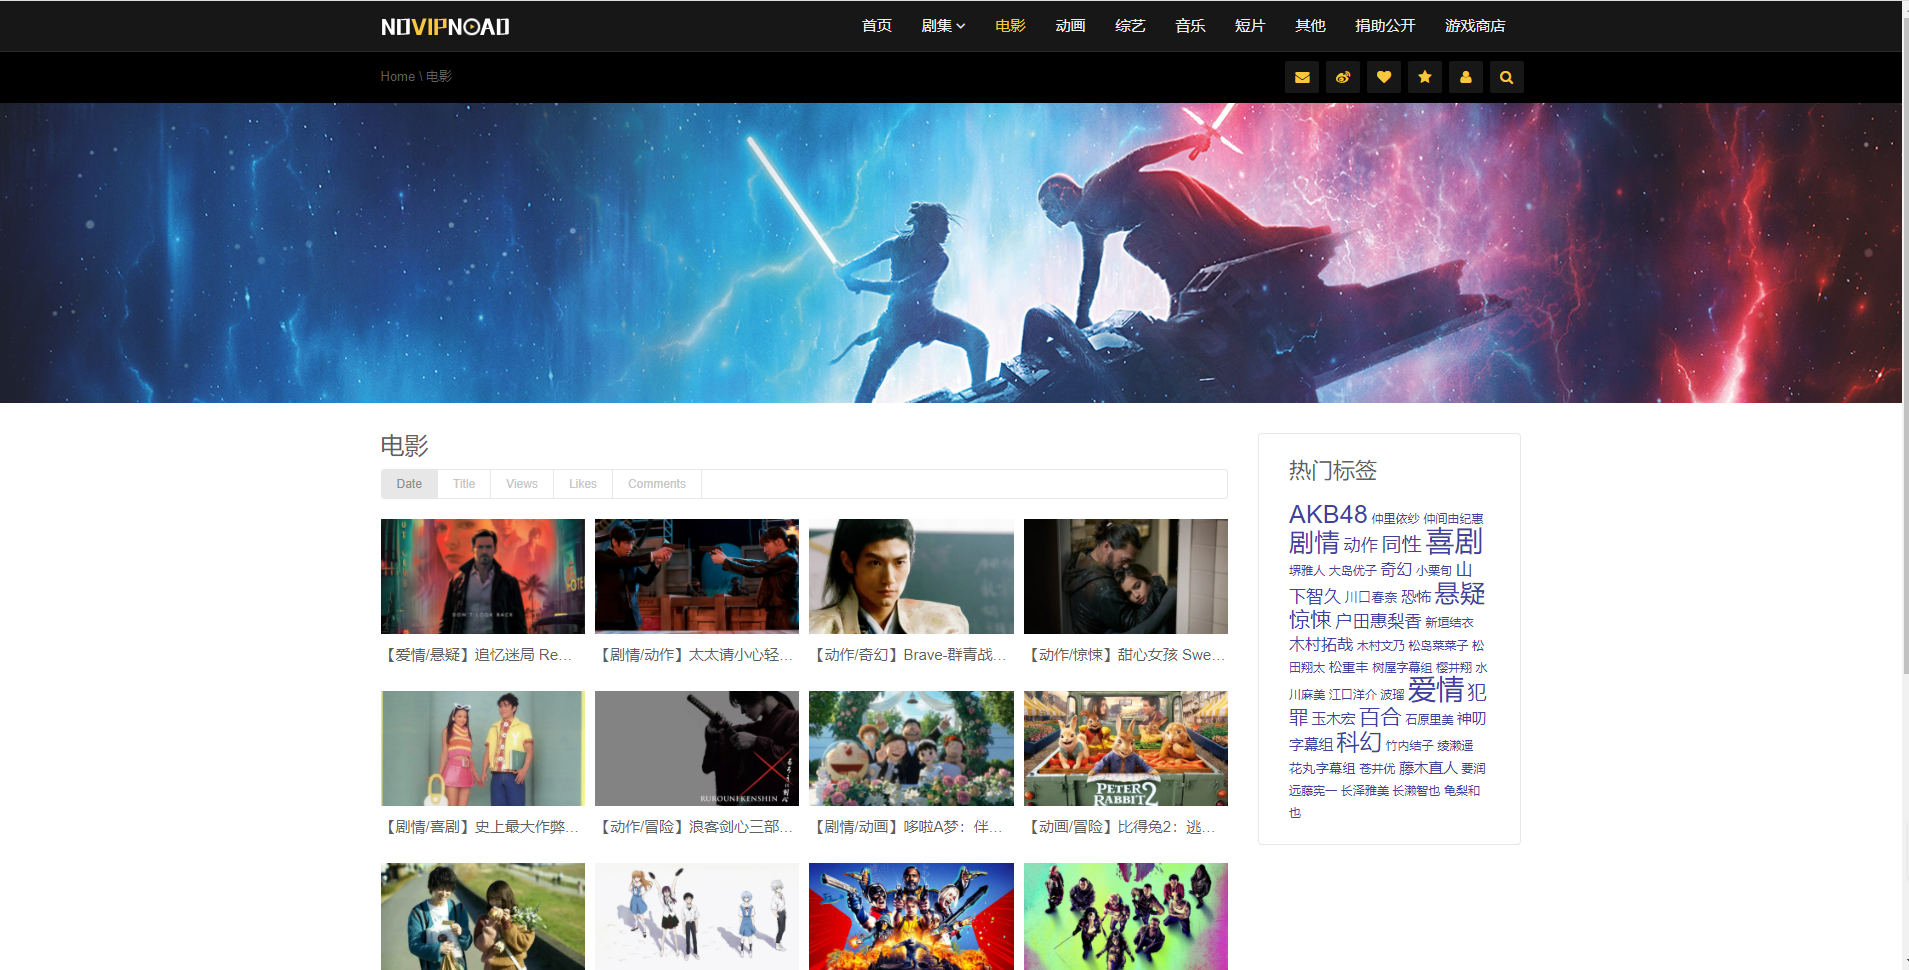 NOVIPNOAD
首页 剧集 电影 动画 综艺 音乐 短片 其他 捐助公开 游戏商店
Home \ 电影
电影
Date Title Views Likes Comments
DON'T LOOK BACK
【爱情/悬疑】追忆迷局 Re... 【剧情/动作】太太请小心轻... 【动作/奇幻】Brave-群青战... 【动作/惊悚】甜心女孩 Swe...
RUROUNI KENSHIN
PETER
RABBIT 2
【剧情/喜剧】史上最大作弊... 【动作/冒险】浪客剑心三部... 【剧情/动画】哆啦A梦：伴... 【动画/冒险】比得兔2：逃...
热门标签
AKB48 仲里依纱 仲间由纪惠
剧情 动作 同性 喜剧
堺雅人 大岛优子 奇幻 小栗旬 山
下智久 川口春奈 恐怖 悬疑
惊悚 户田惠梨香 新垣结衣
木村拓哉 木村文乃 松岛菜菜子 松
田翔太 松重丰 树屋字幕组 樱井翔 水
川麻美 江口洋介 波瑠 爱情 犯
罪 玉木宏 百合 石原里美 神叨
字幕组 科幻 竹内结子 绫濑遥
花丸字幕组 苍井优 藤木直人 要润
远藤宪一 长泽雅美 长濑智也 龟梨和
也